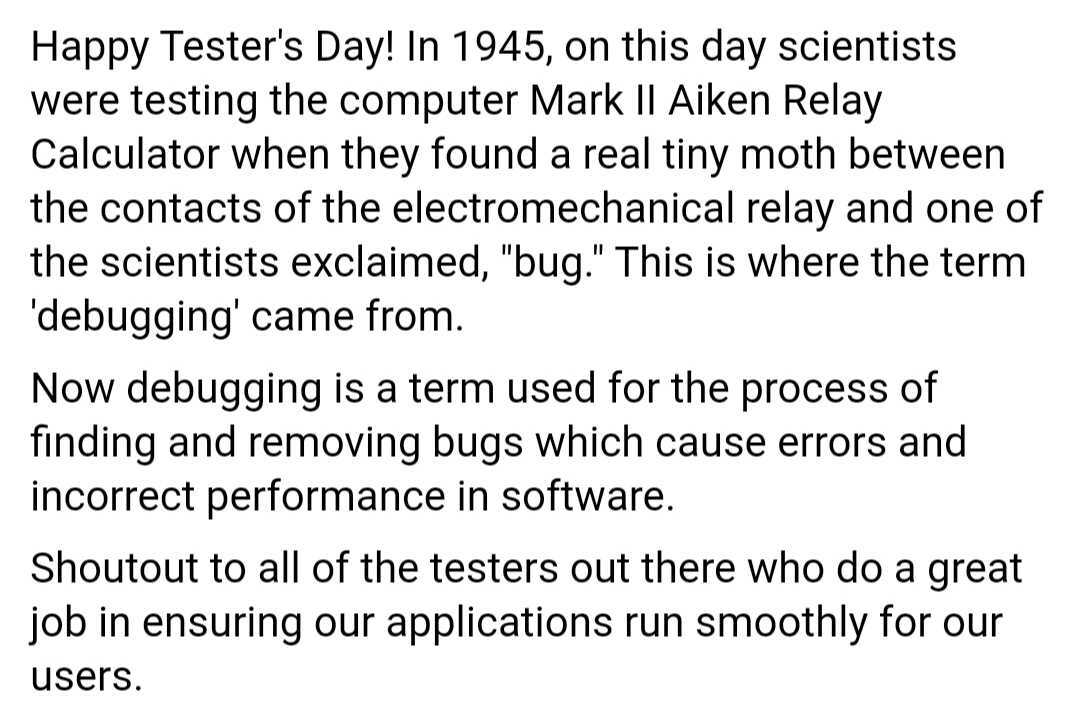 Happy Tester's Day! In 1945, on this day scientists
were testing the computer Mark II Aiken Relay
Calculator when they found a real tiny moth between
the contacts of the electromechanical relay and one of
the scientists exclaimed, "bug." This is where the term
'debugging' came from.
Now debugging is a term used for the process of
finding and removing bugs which cause errors and
incorrect performance in software.
Shoutout to all of the testers out there who do a great
job in ensuring our applications run smoothly for our
users.